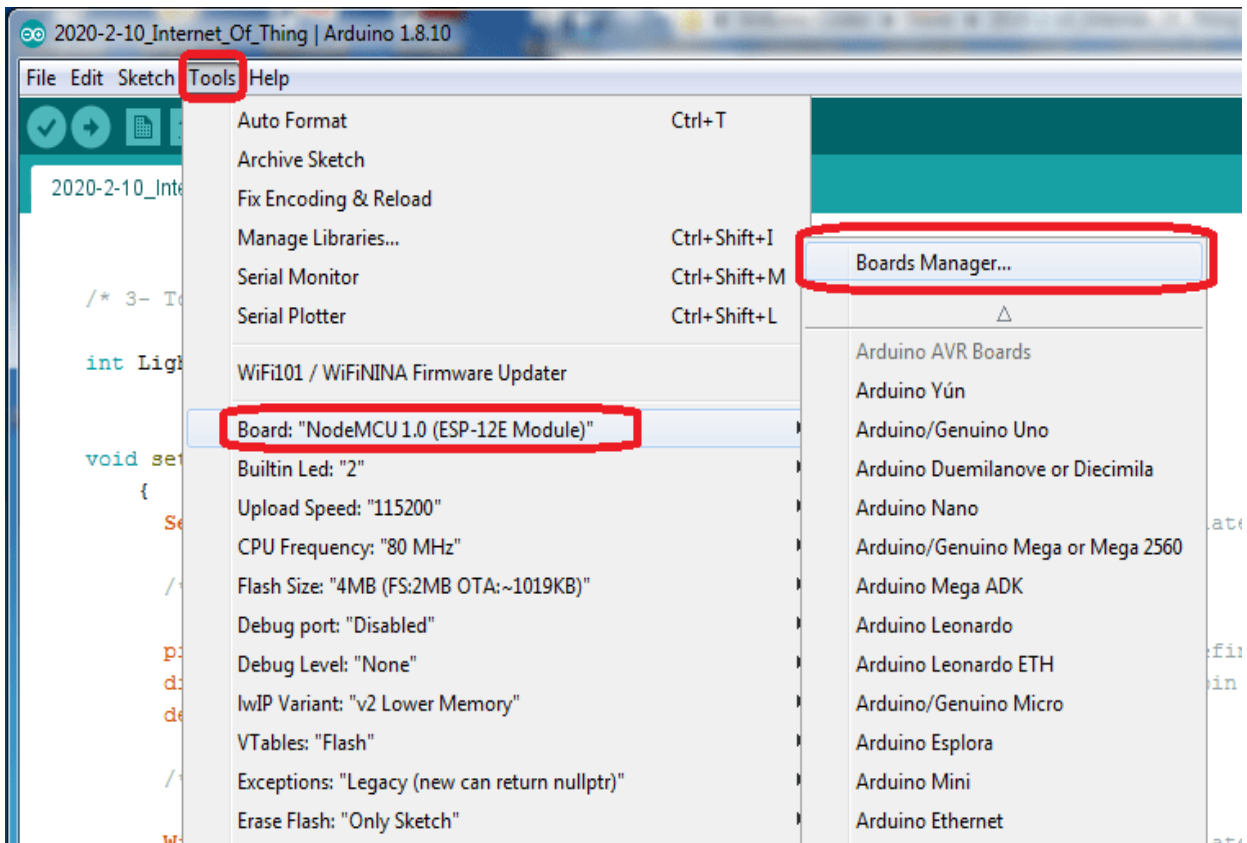 2020-2-10_Internet_Of_Thing | Arduino 1.8.10
File Edit Sketch Tools Help
2020-2-10_Inte
Auto Format Ctrl+T
Archive Sketch
Fix Encoding & Reload
Manage Libraries... Ctrl+Shift+I
Serial Monitor Ctrl+Shift+M
Serial Plotter Ctrl+Shift+L
WiFi101 / WiFiNINA Firmware Updater
Board: "NodeMCU 1.0 (ESP-12E Module)"
Builtin Led: "2"
Upload Speed: "115200"
CPU Frequency: "80 MHz"
Flash Size: "4MB (FS:2MB OTA:~1019KB)"
Debug port: "Disabled"
Debug Level: "None"
lwIP Variant: "v2 Lower Memory"
VTables: "Flash"
Exceptions: "Legacy (new can return nullptr)"
Erase Flash: "Only Sketch"
Boards Manager...
Arduino AVR Boards
Arduino Yún
Arduino/Genuino Uno
Arduino Duemilanove or Diecimila
Arduino Nano
Arduino/Genuino Mega or Mega 2560
Arduino Mega ADK
Arduino Leonardo
Arduino Leonardo ETH
Arduino/Genuino Micro
Arduino Esplora
Arduino Mini
Arduino Ethernet
/* 3- To
int Ligh
void set
{
Se
/*
pi
di
de
/*
Wi